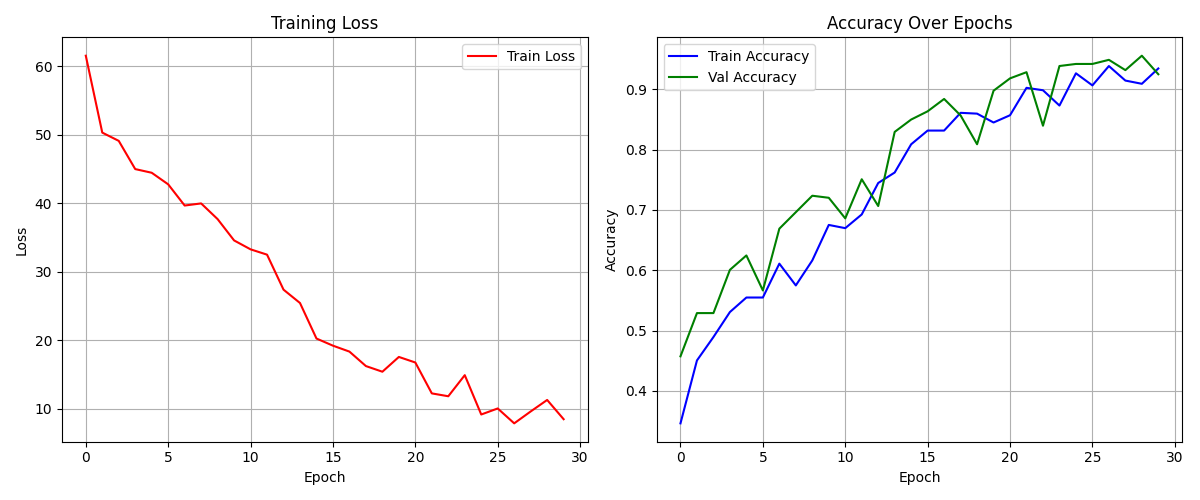 Training Loss
Train Loss
60
50
40
30
20
10
Loss
0 5 10 15 20 25 30
Epoch
Accuracy Over Epochs
Train Accuracy
Val Accuracy
0.9
0.8
0.7
0.6
0.5
0.4
Accuracy
0 5 10 15 20 25 30
Epoch